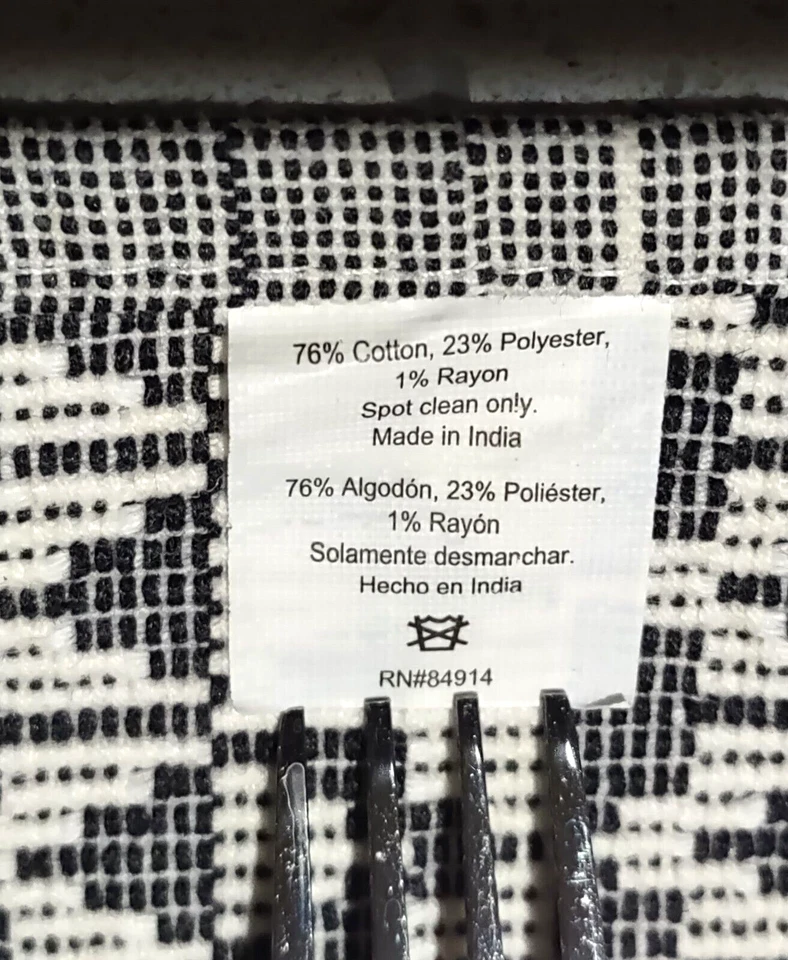 76% Cotton, 23% Polyester,
1% Rayon
Spot clean only.
Made in India
76% Algodón, 23% Poliéster,
1% Rayón
Solamente desmanchar.
Hecho en India
RN#84914